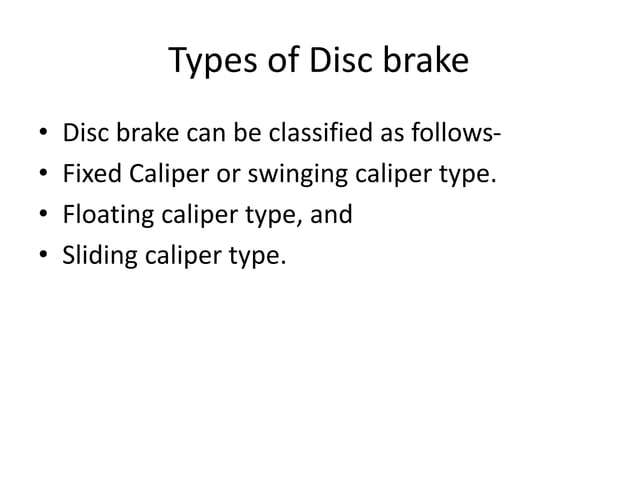 Types of Disc brake
• Disc brake can be classified as follows-
• Fixed Caliper or swinging caliper type.
• Floating caliper type, and
• Sliding caliper type.